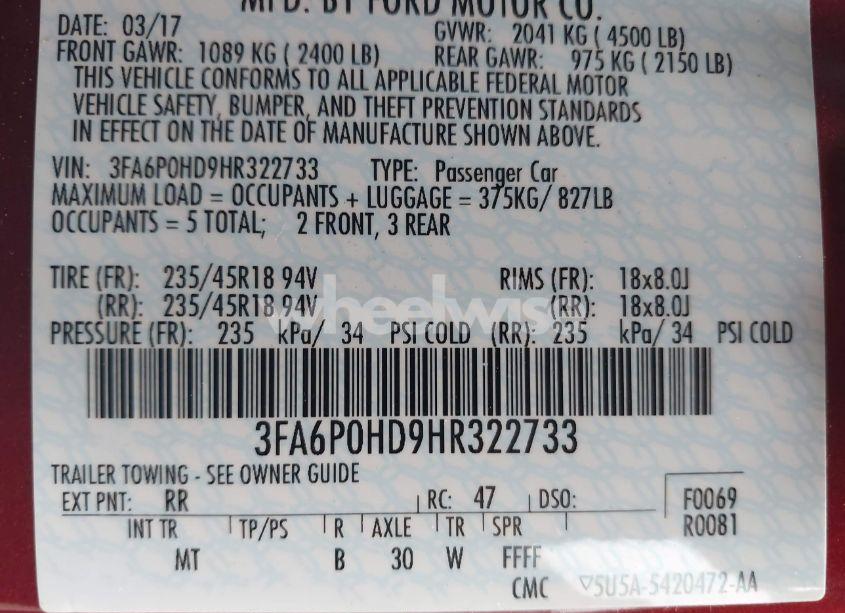 MFD. BY FORD MOTOR CO.
DATE: 03/17 GVWR: 2041 KG ( 4500 LB)
FRONT GAWR: 1089 KG ( 2400 LB) REAR GAWR: 975 KG ( 2150 LB)
THIS VEHICLE CONFORMS TO ALL APPLICABLE FEDERAL MOTOR
VEHICLE SAFETY, BUMPER, AND THEFT PREVENTION STANDARDS
IN EFFECT ON THE DATE OF MANUFACTURE SHOWN ABOVE.
VIN: 3FA6P0HD9HR322733 TYPE: Passenger Car
MAXIMUM LOAD = OCCUPANTS + LUGGAGE = 375KG/ 827LB
OCCUPANTS = 5 TOTAL; 2 FRONT, 3 REAR
TIRE (FR): 235/45R18 94V RIMS (FR): 18x8.0J
(RR): 235/45R18 94V (RR): 18x8.0J
wheelwise
PRESSURE (FR): 235 kPa/ 34 PSI COLD (RR): 235 kPa/ 34 PSI COLD
3FA6P0HD9HR322733
TRAILER TOWING - SEE OWNER GUIDE
EXT PNT: RR RC: 47 DSO: F0069
INT TR TP/PS R AXLE TR SPR R0081
MT B 30 W FFFF
CMC ▽5U5A-5420472-AA